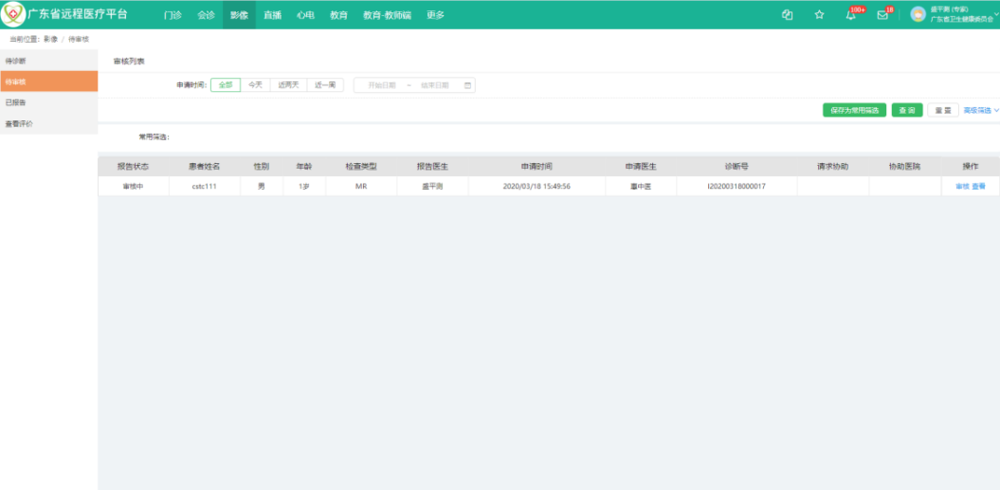 广东省远程医疗平台 门诊 会诊 影像 直播 心电 教育 教育-教师端 更多 100+ 18 盛平测 (专家)
广东省卫生健康委员会
当前位置: 影像 / 待审核
待诊断
待审核
已报告
查看评价
审核列表
申请时间: 全部 今天 近两天 近一周 开始日期 ~ 结束日期
保存为常用筛选 查 询 重 置 高级筛选
常用筛选:
报告状态 患者姓名 性别 年龄 检查类型 报告医生 申请时间 申请医生 诊断号 请求协助 协助医院 操作
审核中 cstc111 男 1岁 MR 盛平测 2020/03/18 15:49:56 惠中医 I20200318000017 审核 查看